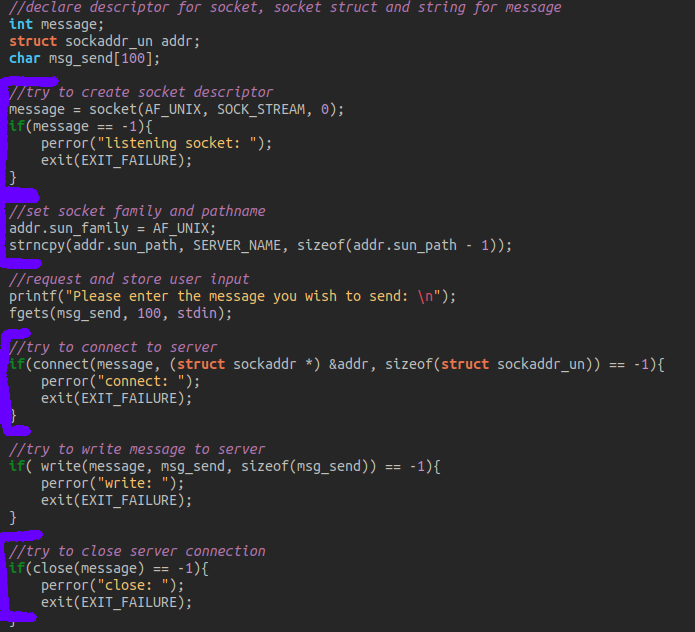 //declare descriptor for socket, socket struct and string for message
int message;
struct sockaddr_un addr;
char msg_send[100];
//try to create socket descriptor
message = socket(AF_UNIX, SOCK_STREAM, 0);
if(message == -1){
perror("listening socket: ");
exit(EXIT_FAILURE);
}
//set socket family and pathname
addr.sun_family = AF_UNIX;
strncpy(addr.sun_path, SERVER_NAME, sizeof(addr.sun_path - 1));
//request and store user input
printf("Please enter the message you wish to send: \n");
fgets(msg_send, 100, stdin);
//try to connect to server
if(connect(message, (struct sockaddr *) &addr, sizeof(struct sockaddr_un)) == -1){
perror("connect: ");
exit(EXIT_FAILURE);
}
//try to write message to server
if( write(message, msg_send, sizeof(msg_send)) == -1){
perror("write: ");
exit(EXIT_FAILURE);
}
//try to close server connection
if(close(message) == -1){
perror("close: ");
exit(EXIT_FAILURE);
}